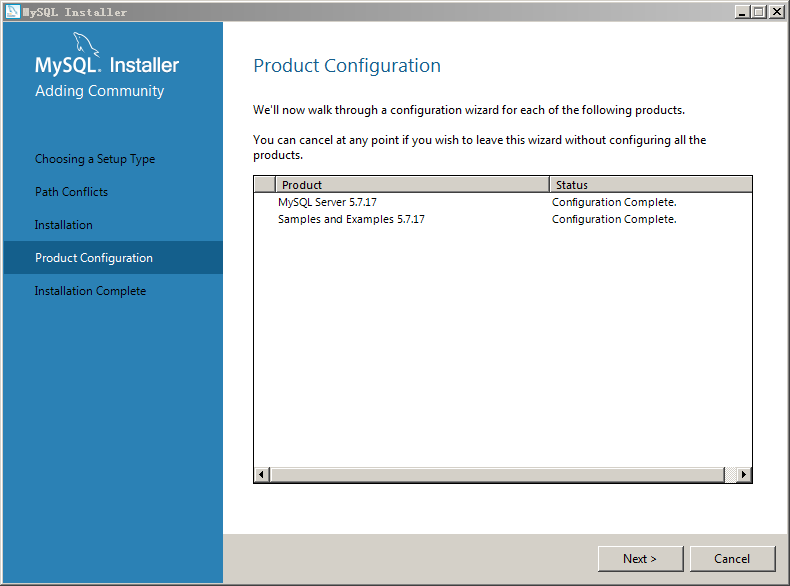 MySQL Installer
MySQL. Installer
Adding Community
Choosing a Setup Type
Path Conflicts
Installation
Product Configuration
Installation Complete
Product Configuration
We'll now walk through a configuration wizard for each of the following products.
You can cancel at any point if you wish to leave this wizard without configuring all the
products.
Product Status
MySQL Server 5.7.17 Configuration Complete.
Samples and Examples 5.7.17 Configuration Complete.
Next > Cancel